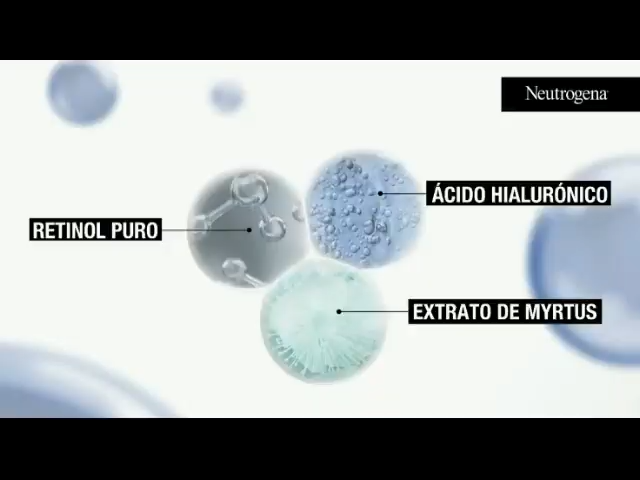 Neutrogena
ÁCIDO HIALURÓNICO
RETINOL PURO
EXTRATO DE MYRTUS